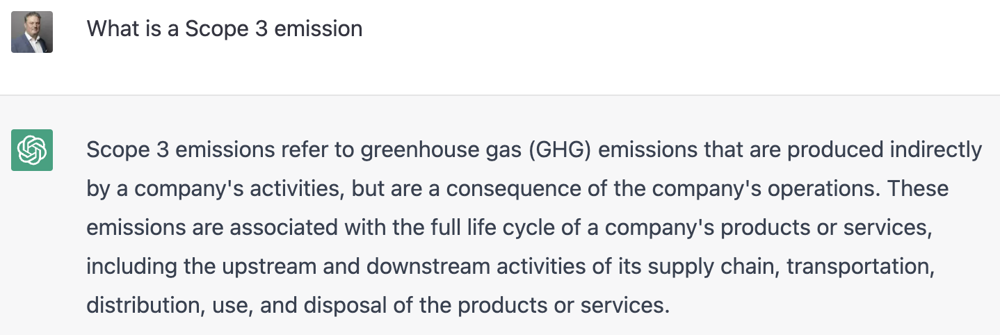 What is a Scope 3 emission
Scope 3 emissions refer to greenhouse gas (GHG) emissions that are produced indirectly
by a company's activities, but are a consequence of the company's operations. These
emissions are associated with the full life cycle of a company's products or services,
including the upstream and downstream activities of its supply chain, transportation,
distribution, use, and disposal of the products or services.